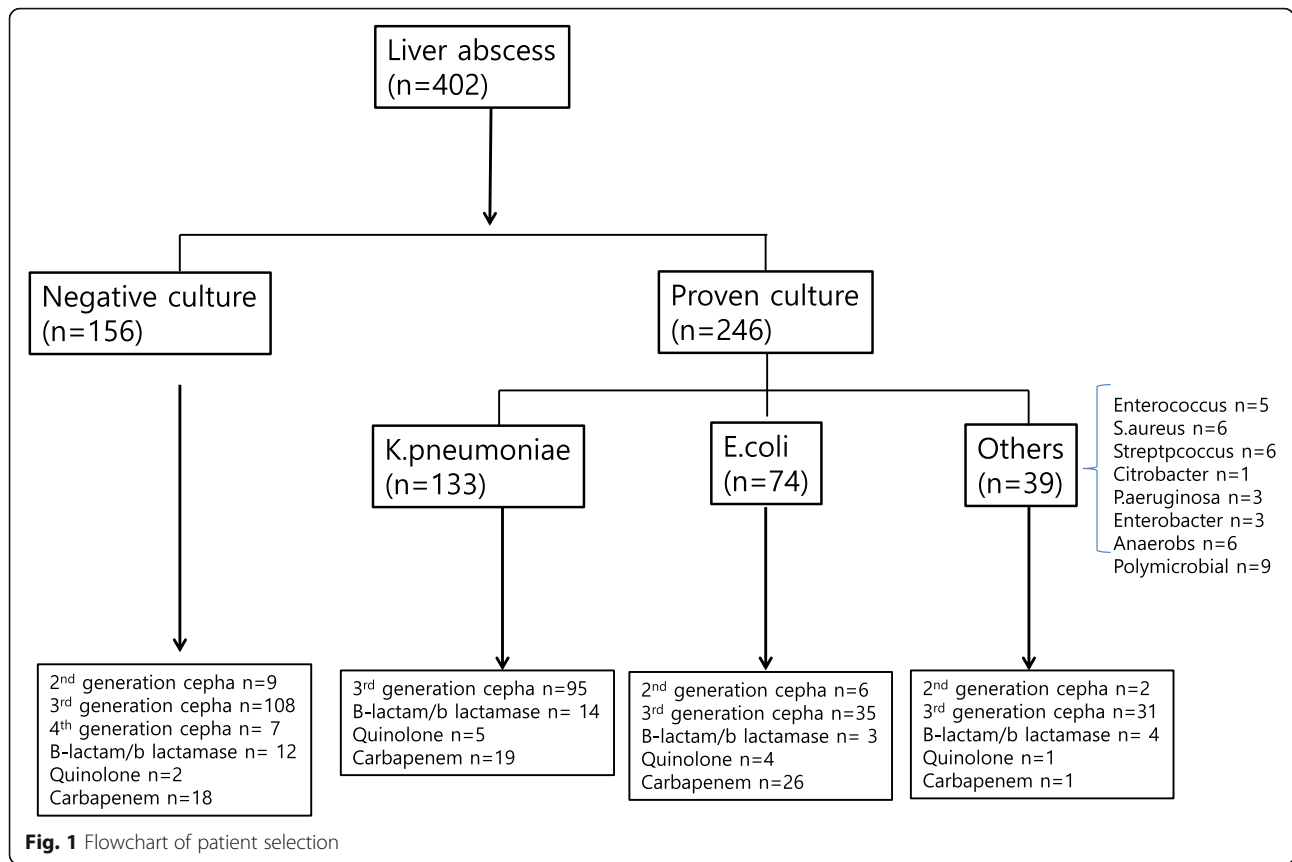 Liver abscess
(n=402)
Negative culture
(n=156)
Proven culture
(n=246)
K.pneumoniae
(n=133)
E.coli
(n=74)
Others
(n=39)
Enterococcus n=5
S.aureus n=6
Streptpcoccus n=6
Citrobacter n=1
P.aeruginosa n=3
Enterobacter n=3
Anaerobs n=6
Polymicrobial n=9
2nd generation cepha n=9
3rd generation cepha n=108
4th generation cepha n= 7
B-lactam/b lactamase n= 12
Quinolone n=2
Carbapenem n=18
3rd generation cepha n=95
B-lactam/b lactamase n= 14
Quinolone n=5
Carbapenem n=19
2nd generation cepha n=6
3rd generation cepha n=35
B-lactam/b lactamase n= 3
Quinolone n=4
Carbapenem n=26
2nd generation cepha n=2
3rd generation cepha n=31
B-lactam/b lactamase n= 4
Quinolone n=1
Carbapenem n=1
Fig. 1 Flowchart of patient selection